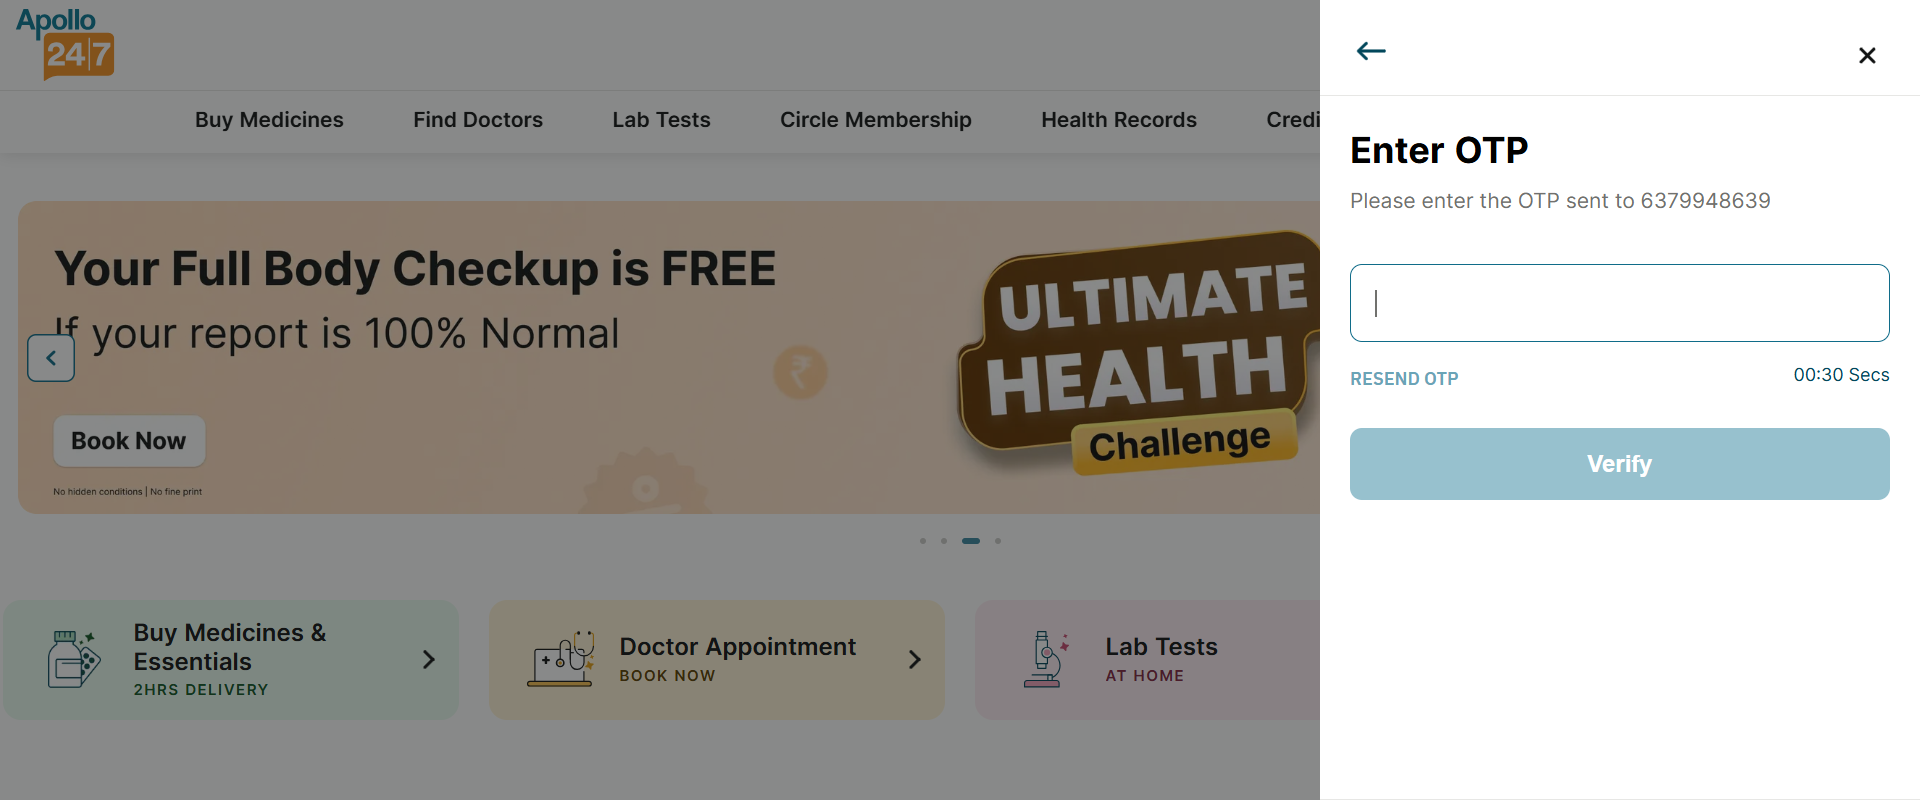 Apollo
24|7
Buy Medicines
Find Doctors
Lab Tests
Circle Membership
Health Records
Credi
Your Full Body Checkup is FREE
If your report is 100% Normal
Book Now
No hidden conditions | No fine print
₹
ULTIMATE
HEALTH
Challenge
Buy Medicines &
Essentials
2HRS DELIVERY
Doctor Appointment
BOOK NOW
Lab Tests
AT HOME
Enter OTP
Please enter the OTP sent to 6379948639
RESEND OTP
00:30 Secs
Verify